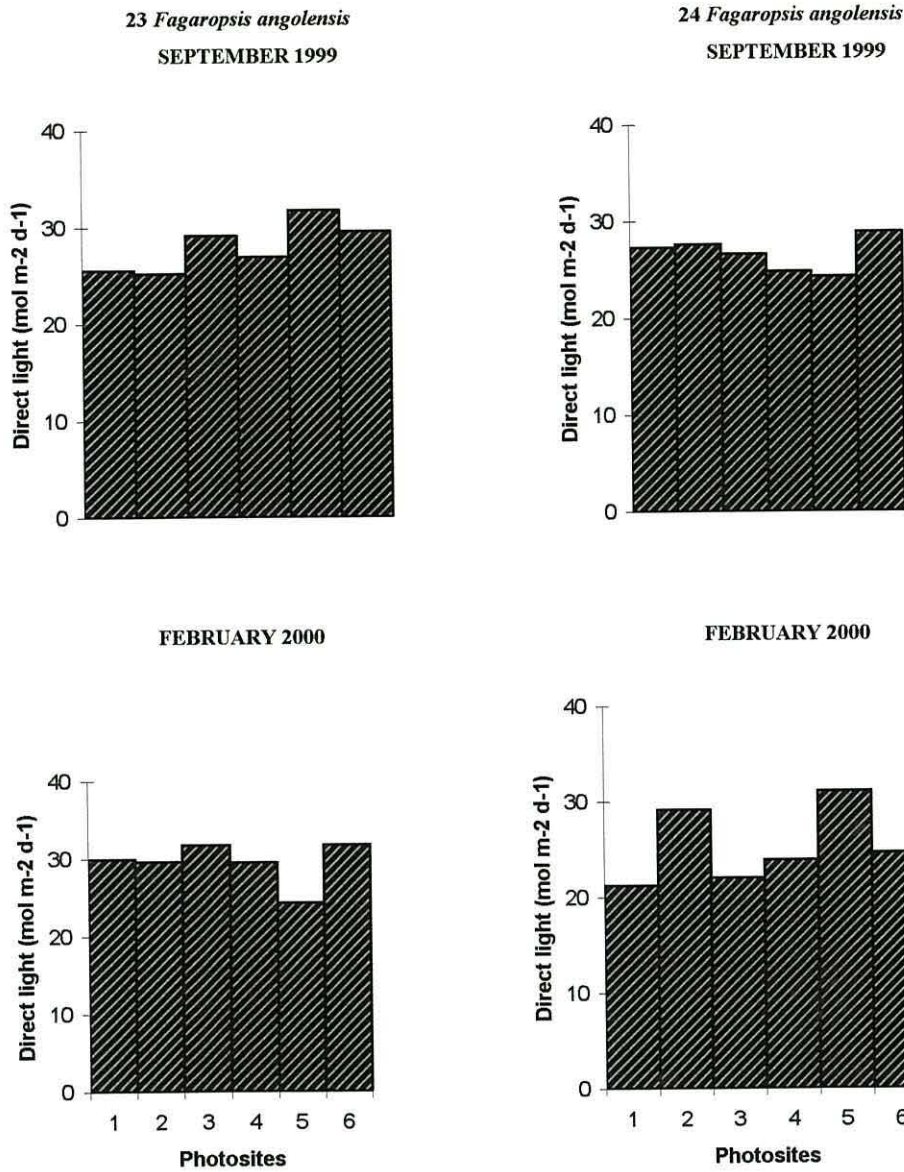 23 Fagaropsis angolensis
SEPTEMBER 1999
Direct light (mol m-2 d-1)
40
30
20
10
0
24 Fagaropsis angolensis
SEPTEMBER 1999
Direct light (mol m-2 d-1)
40
30
20
10
0
FEBRUARY 2000
Direct light (mol m-2 d-1)
40
30
20
10
0
1 2 3 4 5 6
Photosites
FEBRUARY 2000
Direct light (mol m-2 d-1)
40
30
20
10
0
1 2 3 4 5 6
Photosites